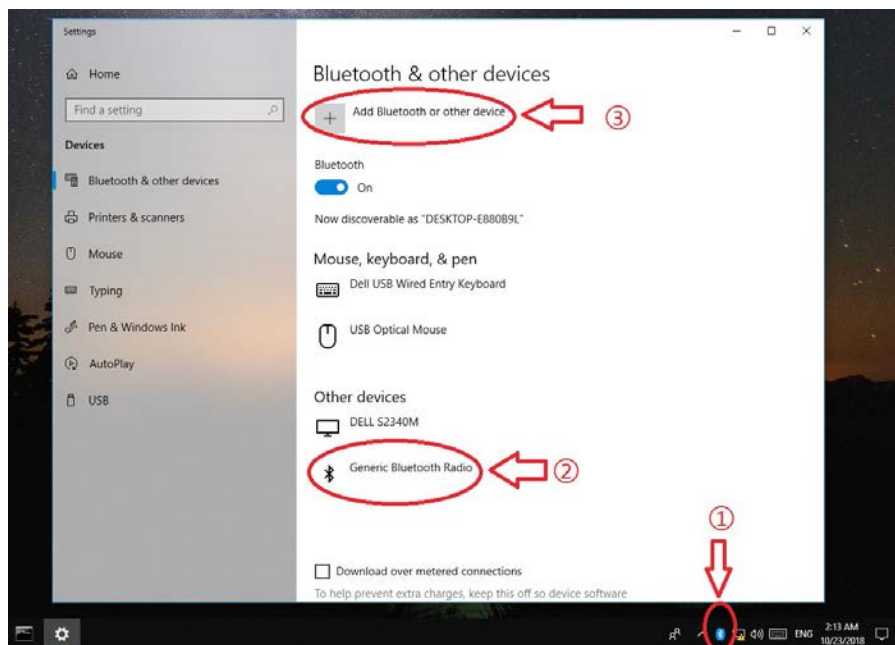 Settings
Home
Find a setting
Devices
Bluetooth & other devices
Printers & scanners
Mouse
Typing
Pen & Windows Ink
AutoPlay
USB
Bluetooth & other devices
Add Bluetooth or other device
③
Bluetooth
On
Now discoverable as "DESKTOP-E880B9L"
Mouse, keyboard, & pen
Dell USB Wired Entry Keyboard
USB Optical Mouse
Other devices
DELL S2340M
Generic Bluetooth Radio
②
①
Download over metered connections
To help prevent extra charges, keep this off so device software
ENG
2:13 AM
10/23/2018